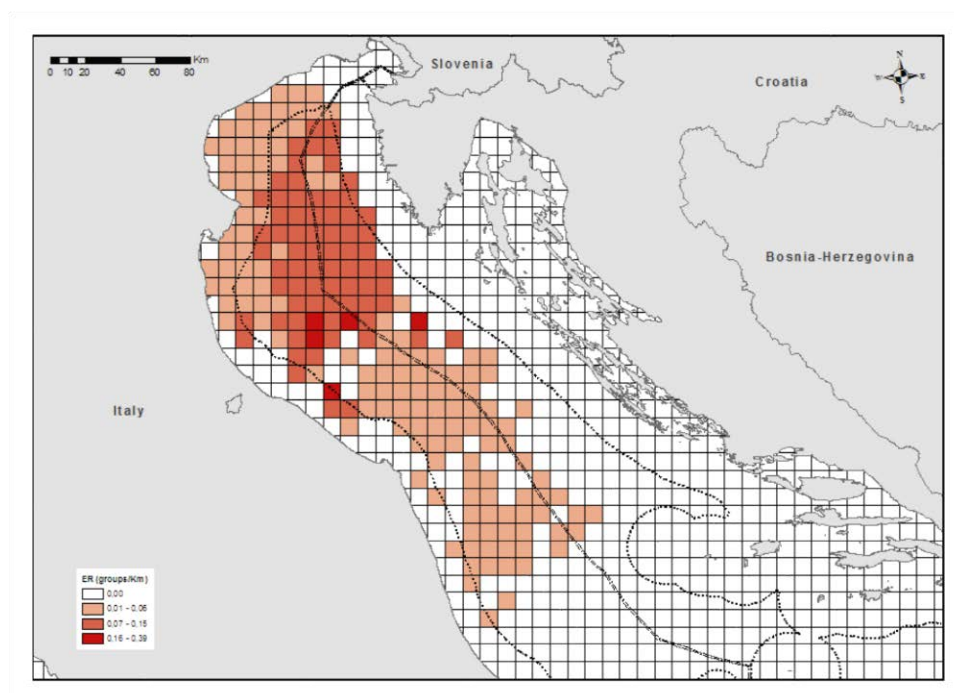 Slovenia
Croatia
N
W E
S
0 10 20 40 60 80 Km
Bosnia-Herzegovina
Italy
ER (groups/Km)
0,00
0,01 - 0,06
0,07 - 0,15
0,16 - 0,39